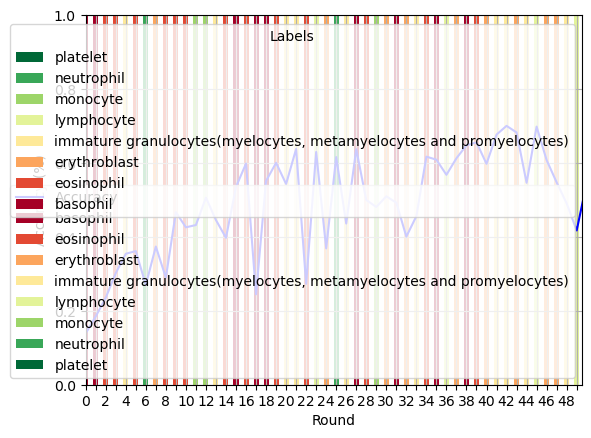 1.0
Labels
platelet
neutrophil
0.8
monocyte
lymphocyte
immature granulocytes(myelocytes, metamyelocytes and promyelocytes)
erythroblast
eosinophil
basophil
basophil
eosinophil
0.4
erythroblast
immature granulocytes(myelocytes, metamyelocytes and promyelocytes)
lymphocyte
0.2
monocyte
neutrophil
platelet
0.0
0 2 4 6 8 10 12 14 16 18 20 22 24 26 28 30 32 34 36 38 40 42 44 46 48
Round